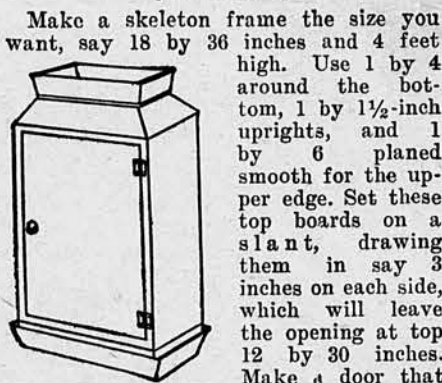 Make a skeleton frame the size you
want, say 18 by 36 inches and 4 feet
high. Use 1 by 4
around the bot-
tom, 1 by 1½-inch
uprights, and 1
by 6 planed
smooth for the up-
per edge. Set these
top boards on a
slant, drawing
them in say 3
inches on each side,
which will leave
the opening at top
12 by 30 inches.
Make a door that